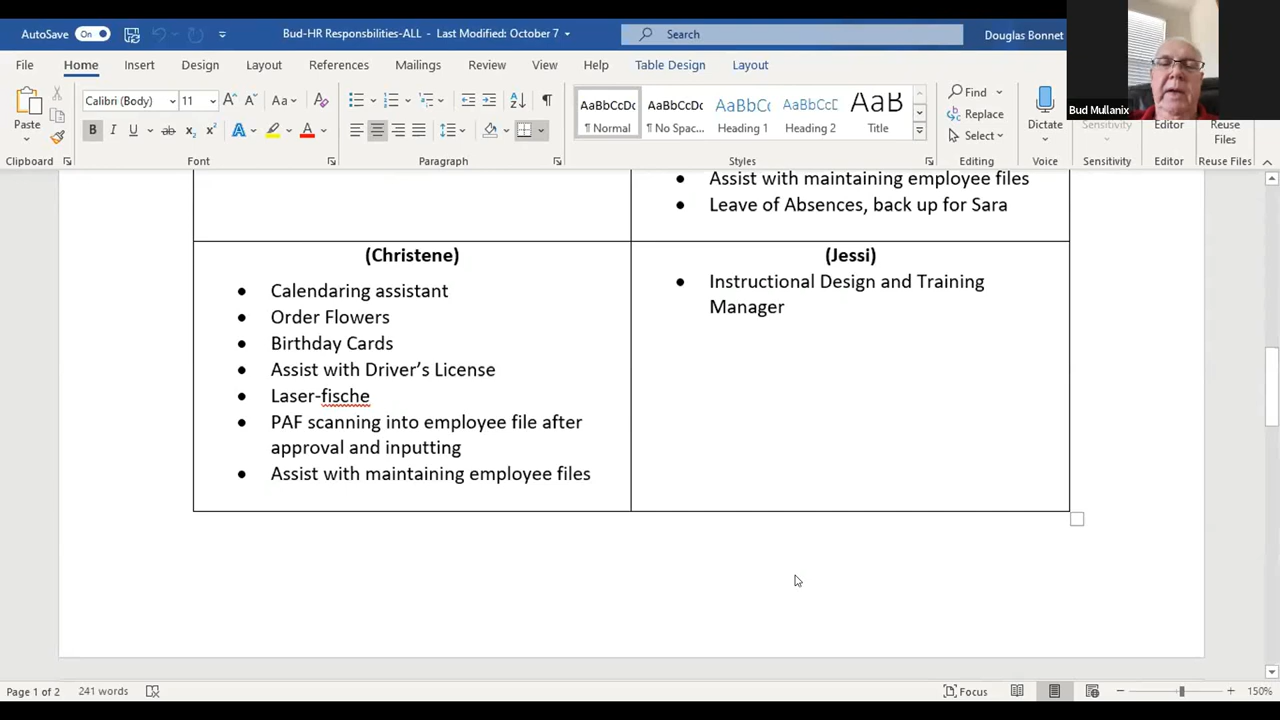 AutoSave On Bud-HR Responsbilities-ALL - Last Modified: October 7 Search Douglas Bonnet
File Home Insert Design Layout References Mailings Review View Help Table Design Layout
Bud Mullanix
Paste Calibri (Body) 11 Aa AaBbCcDc AaBbCcDc AaBbCc AaBbCcD AaB Find Replace Select Dictate Sensitivity Editor Reuse Files
B I U ab x₂ x² A A ¶ Normal ¶ No Spac... Heading 1 Heading 2 Title
Clipboard Font Paragraph Styles Editing Voice Sensitivity Editor Reuse Files
• Assist with maintaining employee files
• Leave of Absences, back up for Sara
(Christene)
• Calendaring assistant
• Order Flowers
• Birthday Cards
• Assist with Driver’s License
• Laser-fische
• PAF scanning into employee file after
approval and inputting
• Assist with maintaining employee files
(Jessi)
• Instructional Design and Training
Manager
Page 1 of 2 241 words Focus 150%